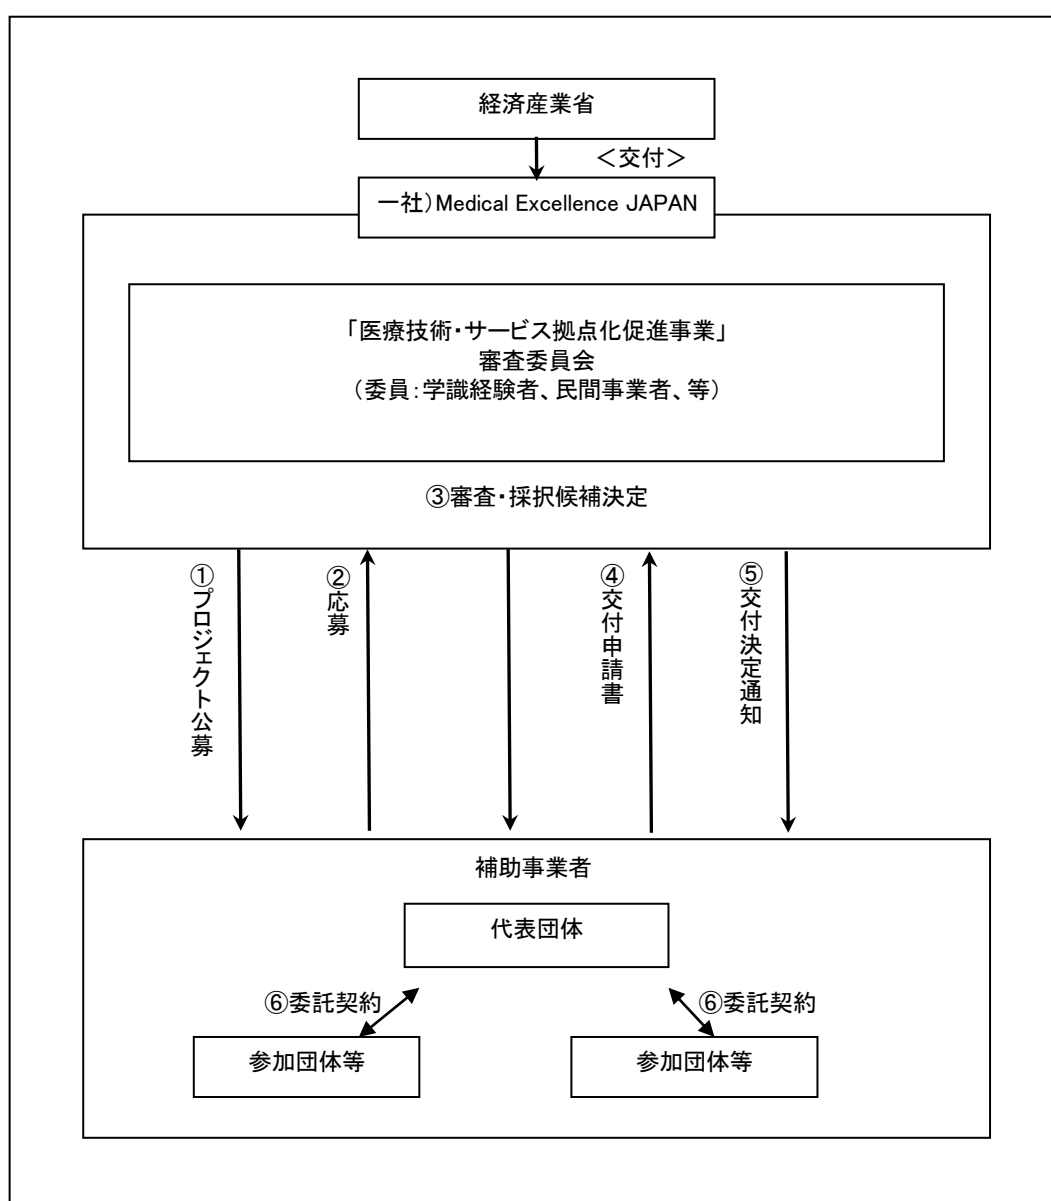 経済産業省
＜交付＞
一社）Medical Excellence JAPAN
「医療技術・サービス拠点化促進事業」
審査委員会
（委員：学識経験者、民間事業者、等）
③審査・採択候補決定
①プロジェクト公募
②応募
④交付申請書
⑤交付決定通知
補助事業者
代表団体
⑥委託契約
⑥委託契約
参加団体等
参加団体等